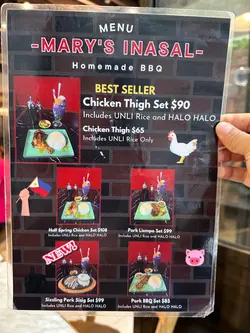 MENU
-MARY'S INASAL-
Homemade BBQ
BEST SELLER
Chicken Thigh Set $90
Includes UNLI Rice and HALO HALO
Chicken Thigh $65
Includes UNLI Rice Only
Half Spring Chicken Set $108
Includes UNLI Rice and HALO HALO
Pork Liempo Set $99
Includes UNLI Rice and HALO HALO
NEW!
Sizzling Pork Sisig Set $99
Includes UNLI Rice and HALO HALO
Pork BBQ Set $85
Includes UNLI Rice and HALO HALO